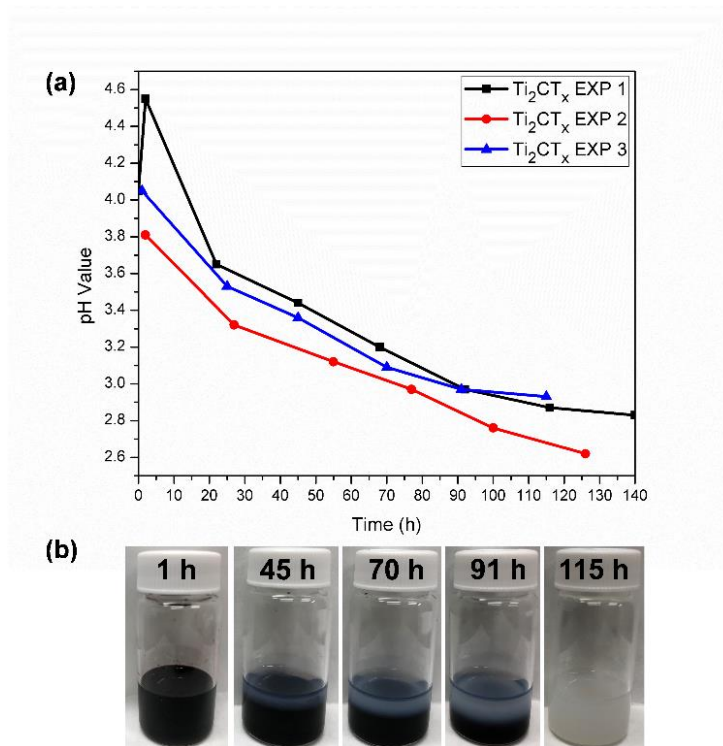 (a)
4.6
4.4
4.2
4.0
3.8
3.6
3.4
3.2
3.0
2.8
2.6
pH Value
Ti₂CTₓ EXP 1
Ti₂CTₓ EXP 2
Ti₂CTₓ EXP 3
0 10 20 30 40 50 60 70 80 90 100 110 120 130 140
Time (h)
(b)
1 h 45 h 70 h 91 h 115 h